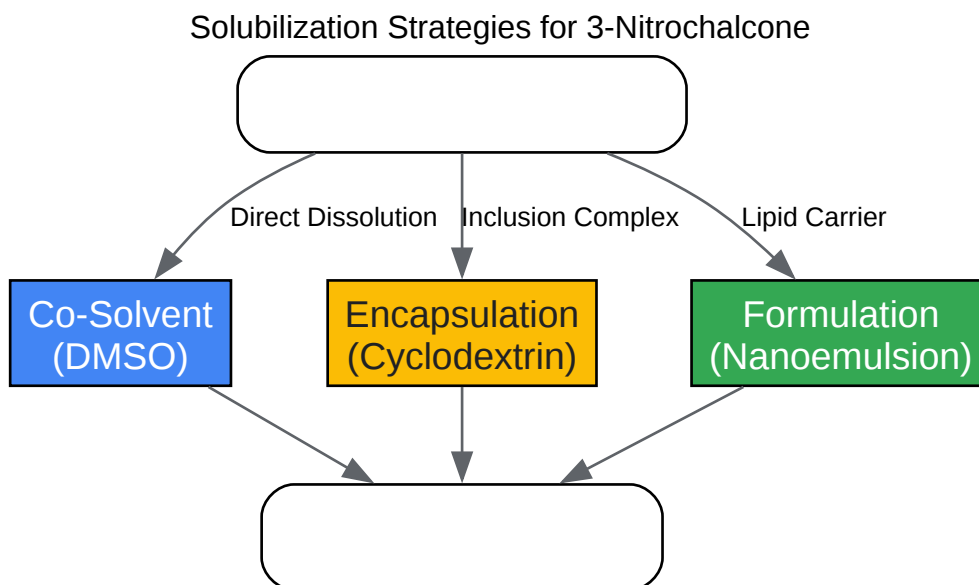 Solubilization Strategies for 3-Nitrochalcone
Direct Dissolution
Inclusion Complex
Lipid Carrier
Co-Solvent
(DMSO)
Encapsulation
(Cyclodextrin)
Formulation
(Nanoemulsion)